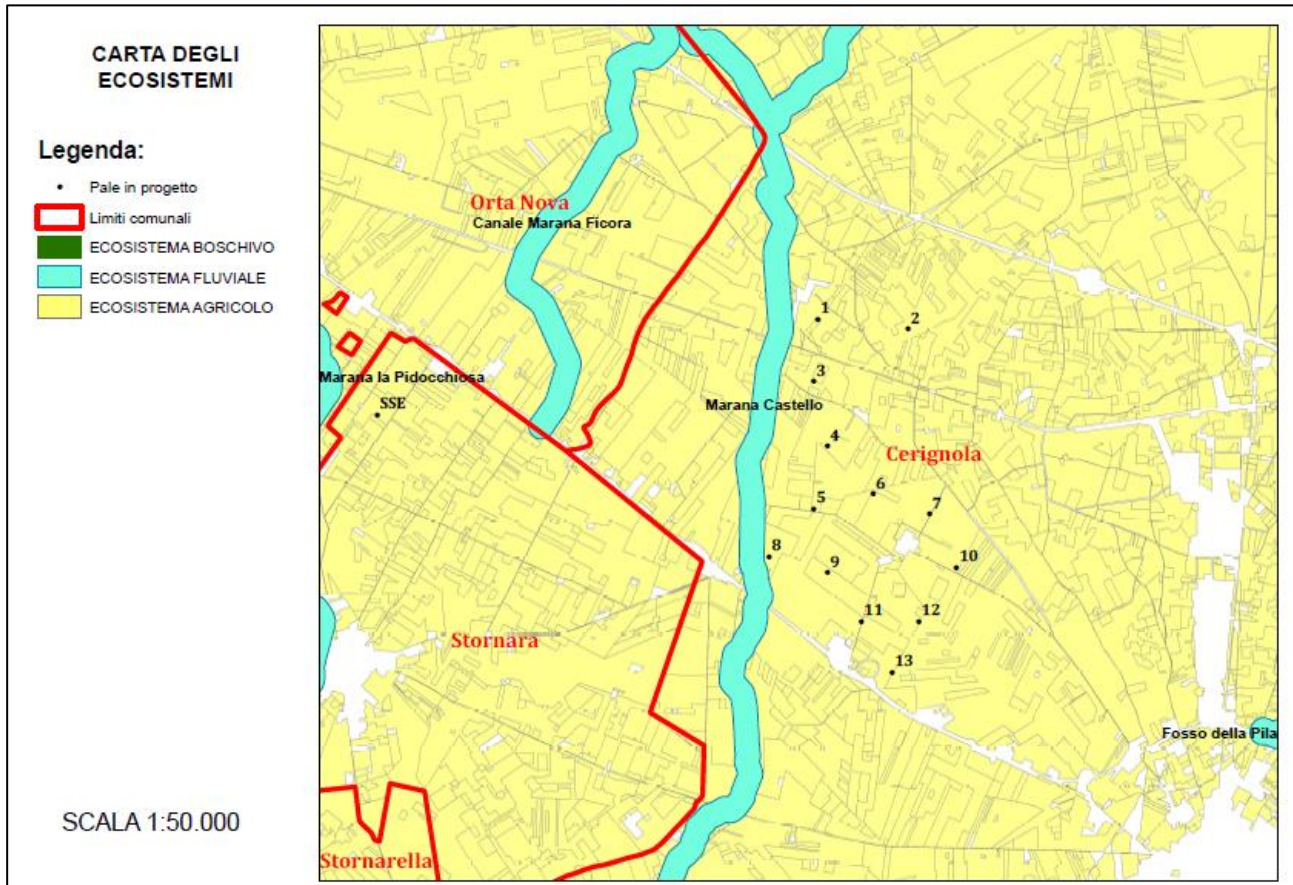 CARTA DEGLI
ECOSISTEMI
Legenda:
Pale in progetto
Limiti comunali
ECOSISTEMA BOSCHIVO
ECOSISTEMA FLUVIALE
ECOSISTEMA AGRICOLO
SCALA 1:50.000
Orta Nova
Canale Marana Ficora
1
2
Marana la Pidocchiosa
3
SSE
Marana Castello
4
Cerignola
6
5
7
8
9
10
11
12
Stornara
13
Fosso della Pila
Stornarella